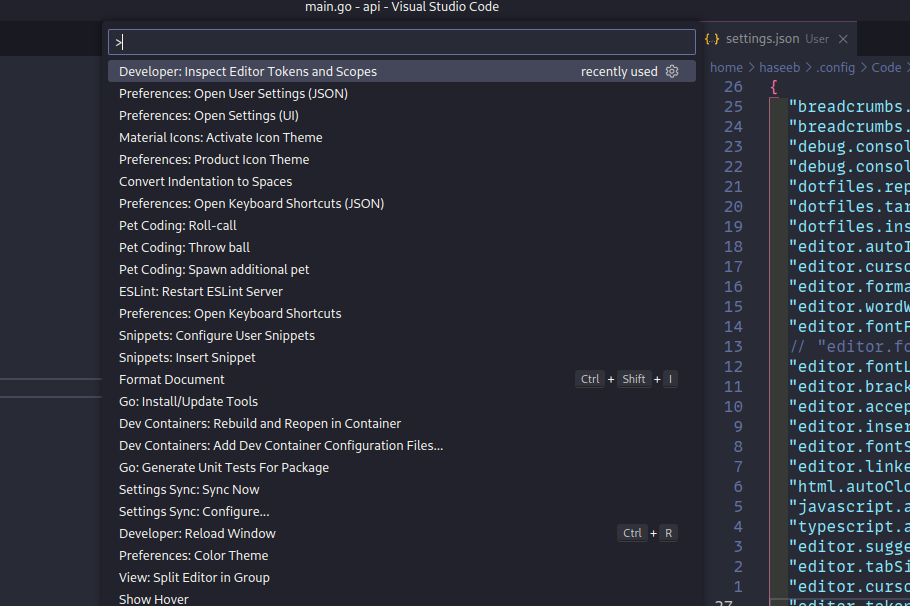 main.go - api - Visual Studio Code
>
Developer: Inspect Editor Tokens and Scopes recently used
Preferences: Open User Settings (JSON)
Preferences: Open Settings (UI)
Material Icons: Activate Icon Theme
Preferences: Product Icon Theme
Convert Indentation to Spaces
Preferences: Open Keyboard Shortcuts (JSON)
Pet Coding: Roll-call
Pet Coding: Throw ball
Pet Coding: Spawn additional pet
ESLint: Restart ESLint Server
Preferences: Open Keyboard Shortcuts
Snippets: Configure User Snippets
Snippets: Insert Snippet
Format Document Ctrl + Shift + I
Go: Install/Update Tools
Dev Containers: Rebuild and Reopen in Container
Dev Containers: Add Dev Container Configuration Files...
Go: Generate Unit Tests For Package
Settings Sync: Sync Now
Settings Sync: Configure...
Developer: Reload Window Ctrl + R
Preferences: Color Theme
View: Split Editor in Group
Show Hover
{..} settings.json User
home > haseeb > .config > Code >
26 {
25 "breadcrumbs.
24 "breadcrumbs.
23 "debug.consol
22 "debug.consol
21 "dotfiles.rep
20 "dotfiles.tar
19 "dotfiles.ins
18 "editor.autoI
17 "editor.curso
16 "editor.forma
15 "editor.wordW
14 "editor.fontF
13 // "editor.fo
12 "editor.fontL
11 "editor.brack
10 "editor.accep
9 "editor.inser
8 "editor.fontS
7 "editor.linke
6 "html.autoClo
5 "javascript.a
4 "typescript.a
3 "editor.sugge
2 "editor.tabSi
1 "editor.curso
27 "editor.token